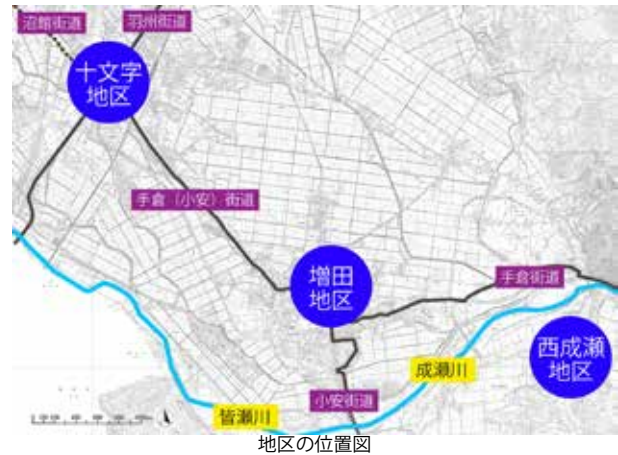 沼館街道
羽州街道
十文字
地区
手倉（小安）街道
増田
地区
手倉街道
西成瀬
地区
成瀬川
小安街道
皆瀬川
地区の位置図